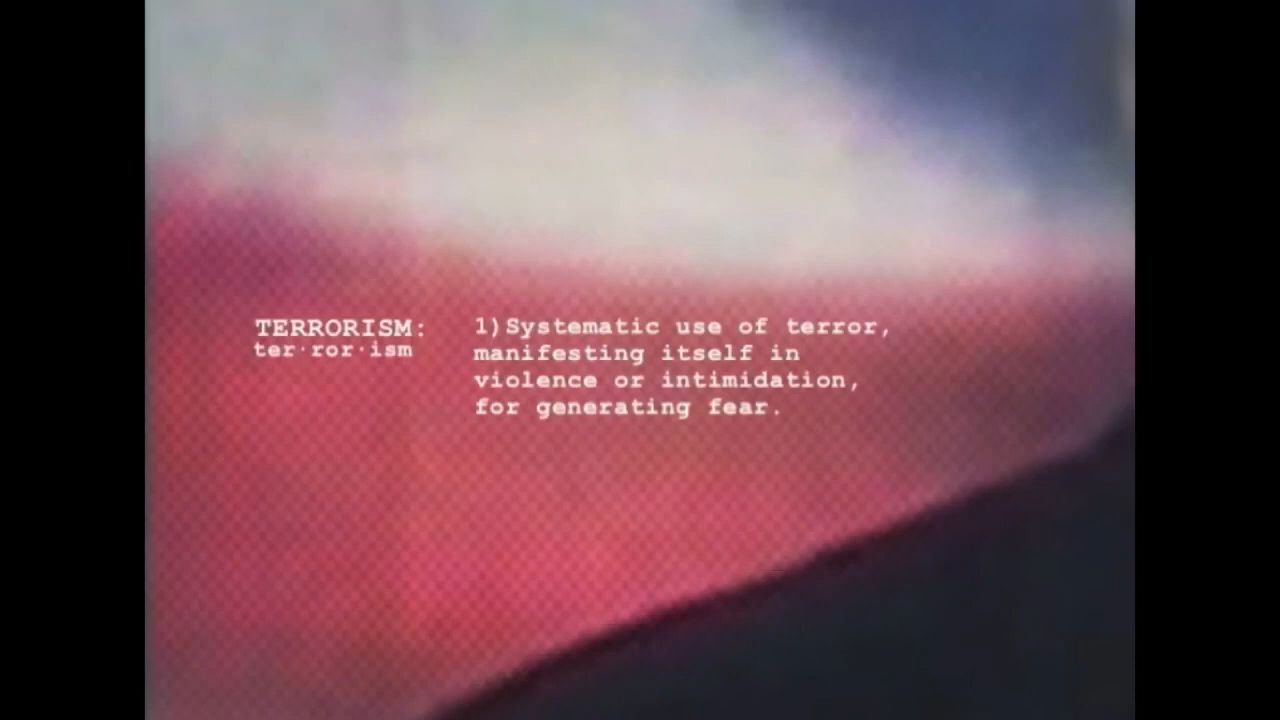 TERRORISM:
ter·ror·ism
1)Systematic use of terror,
manifesting itself in
violence or intimidation,
for generating fear.